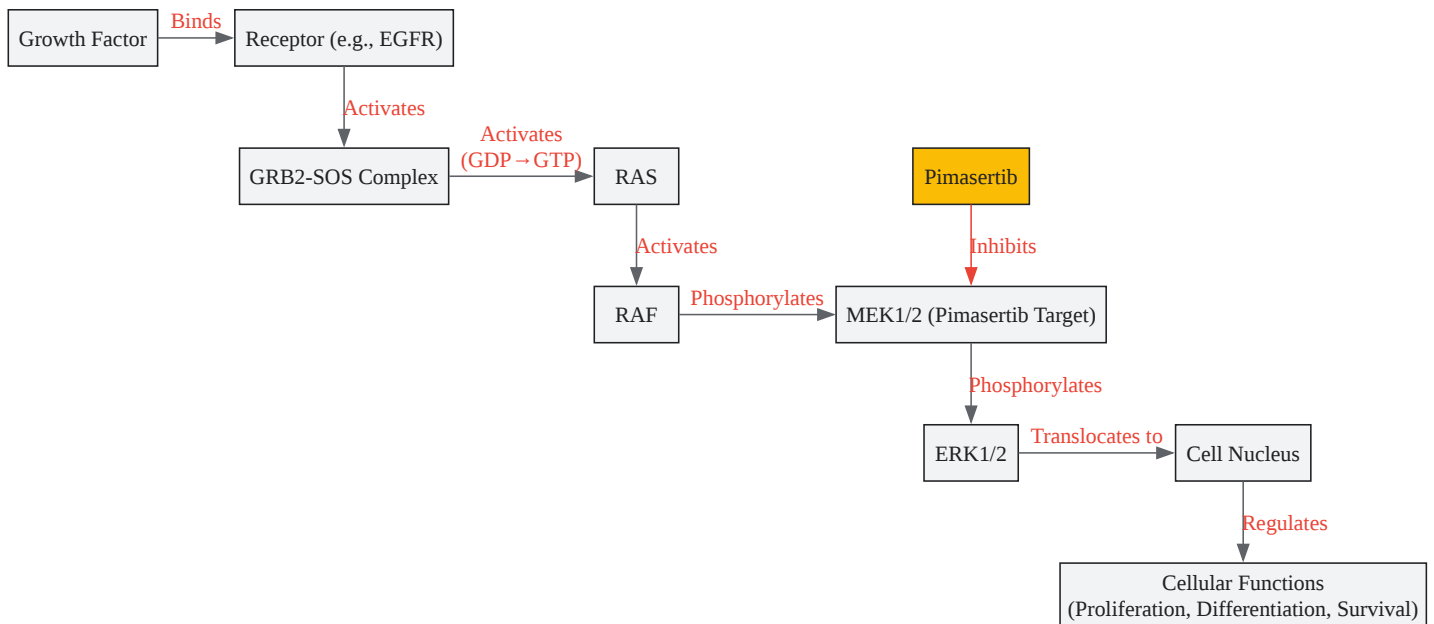 Growth Factor
Binds
Receptor (e.g., EGFR)
Activates
GRB2-SOS Complex
Activates
(GDP→GTP)
RAS
Pimasertib
Activates
Inhibits
RAF
Phosphorylates
MEK1/2 (Pimasertib Target)
Phosphorylates
ERK1/2
Translocates to
Cell Nucleus
Regulates
Cellular Functions
(Proliferation, Differentiation, Survival)